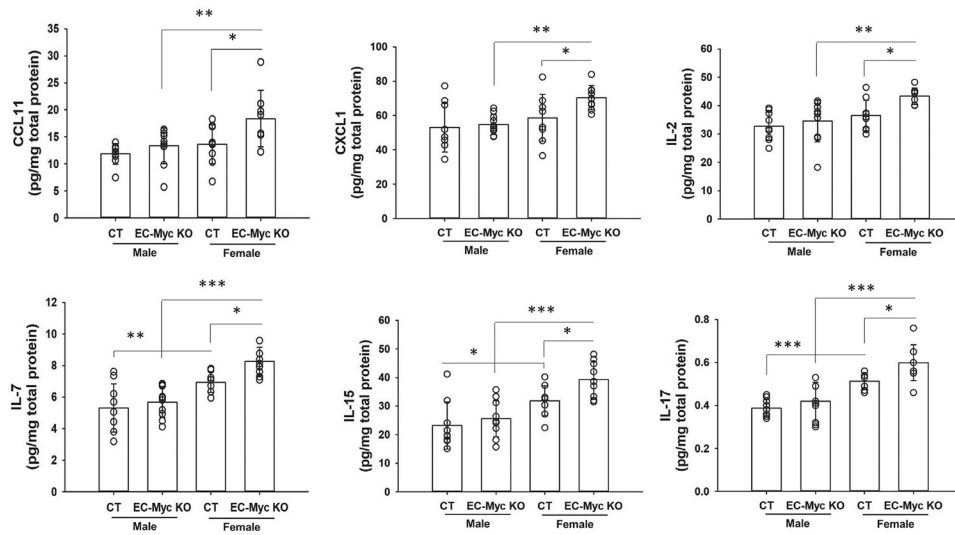 CCL11
(pg/mg total protein)
35
30
25
20
15
10
5
0
**
*
CT EC-Myc KO CT EC-Myc KO
Male Female
CXCL1
(pg/mg total protein)
100
80
60
40
20
0
**
*
CT EC-Myc KO CT EC-Myc KO
Male Female
IL-2
(pg/mg total protein)
60
50
40
30
20
10
0
**
*
CT EC-Myc KO CT EC-Myc KO
Male Female
IL-7
(pg/mg total protein)
12
10
8
6
4
2
0
***
**
*
CT EC-Myc KO CT EC-Myc KO
Male Female
IL-15
(pg/mg total protein)
60
50
40
30
20
10
0
***
*
*
CT EC-Myc KO CT EC-Myc KO
Male Female
IL-17
(pg/mg total protein)
0.8
0.6
0.4
0.2
0.0
***
*
***
CT EC-Myc KO CT EC-Myc KO
Male Female